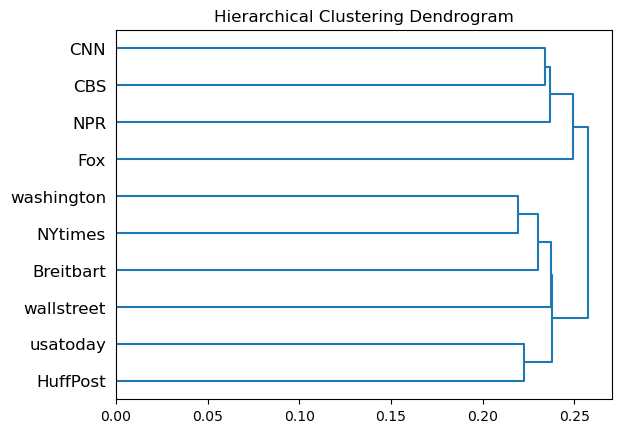 Hierarchical Clustering Dendrogram
CNN
CBS
NPR
Fox
washington
NYtimes
Breitbart
wallstreet
usatoday
HuffPost
0.00 0.05 0.10 0.15 0.20 0.25